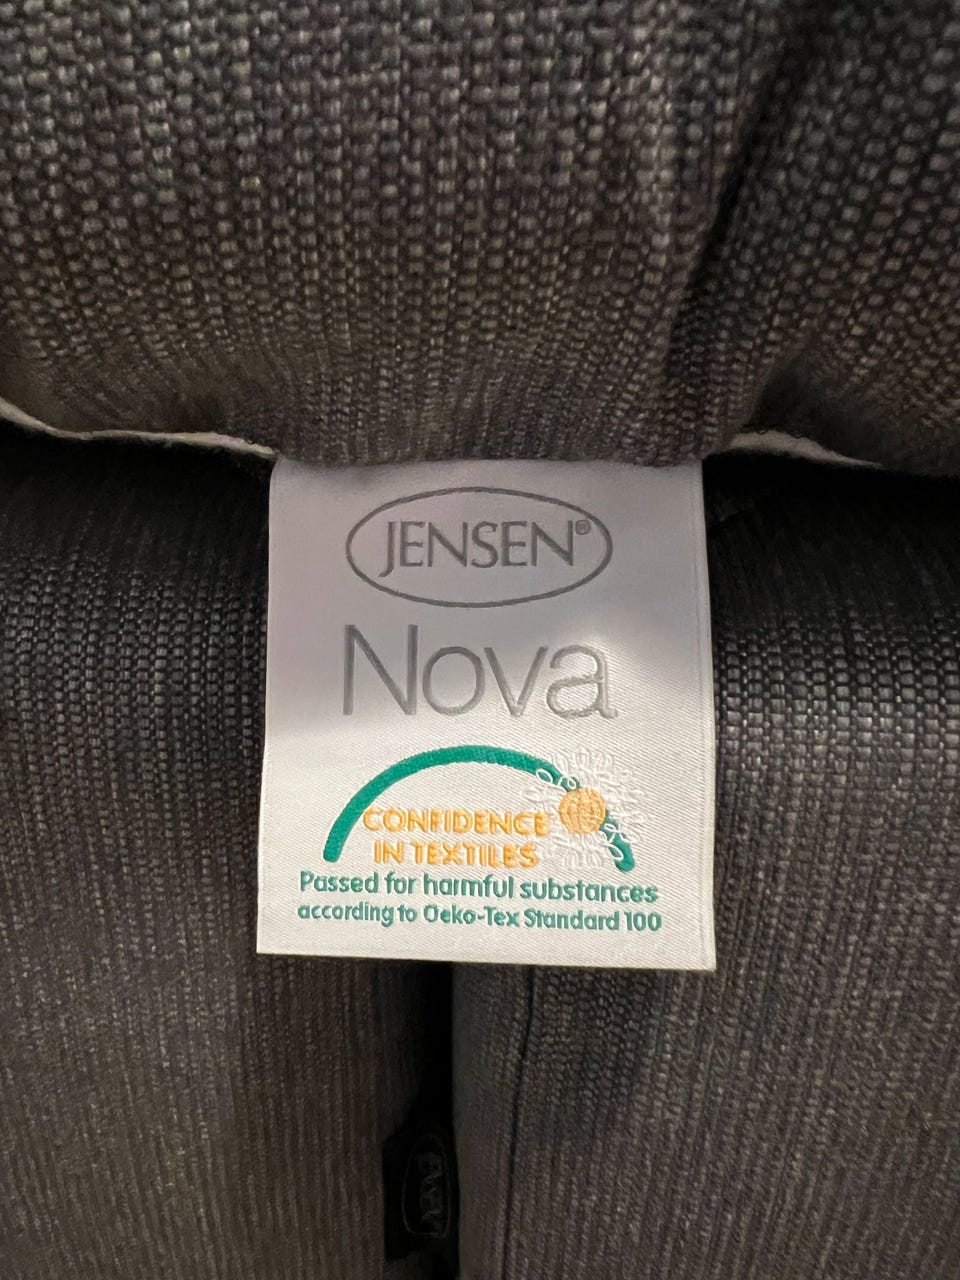 JENSEN®
Nova
CONFIDENCE
IN TEXTILES
Passed for harmful substances
according to Oeko-Tex Standard 100